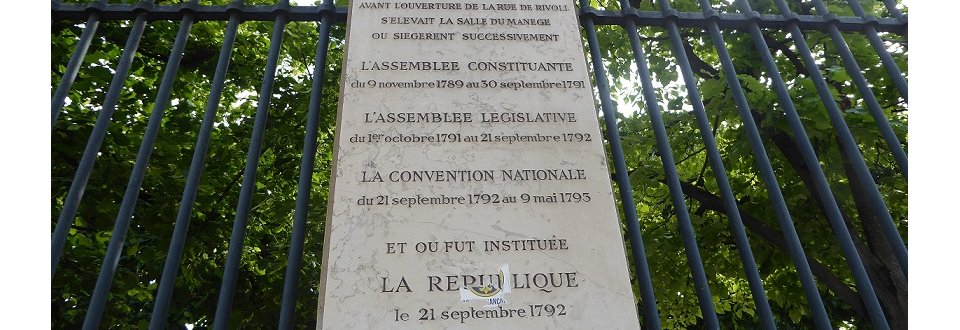 AVANT L'OUVERTURE DE LA RUE DE RIVOLI
S'ELEVAIT LA SALLE DU MANEGE
OU SIEGERENT SUCCESSIVEMENT
L'ASSEMBLEE CONSTITUANTE
du 9 novembre 1789 au 30 septembre 1791
L'ASSEMBLEE LEGISLATIVE
du 1er octobre 1791 au 21 septembre 1792
LA CONVENTION NATIONALE
du 21 septembre 1792 au 9 mai 1793
ET OU FUT INSTITUÉE
LA REPUBLIQUE
le 21 septembre 1792